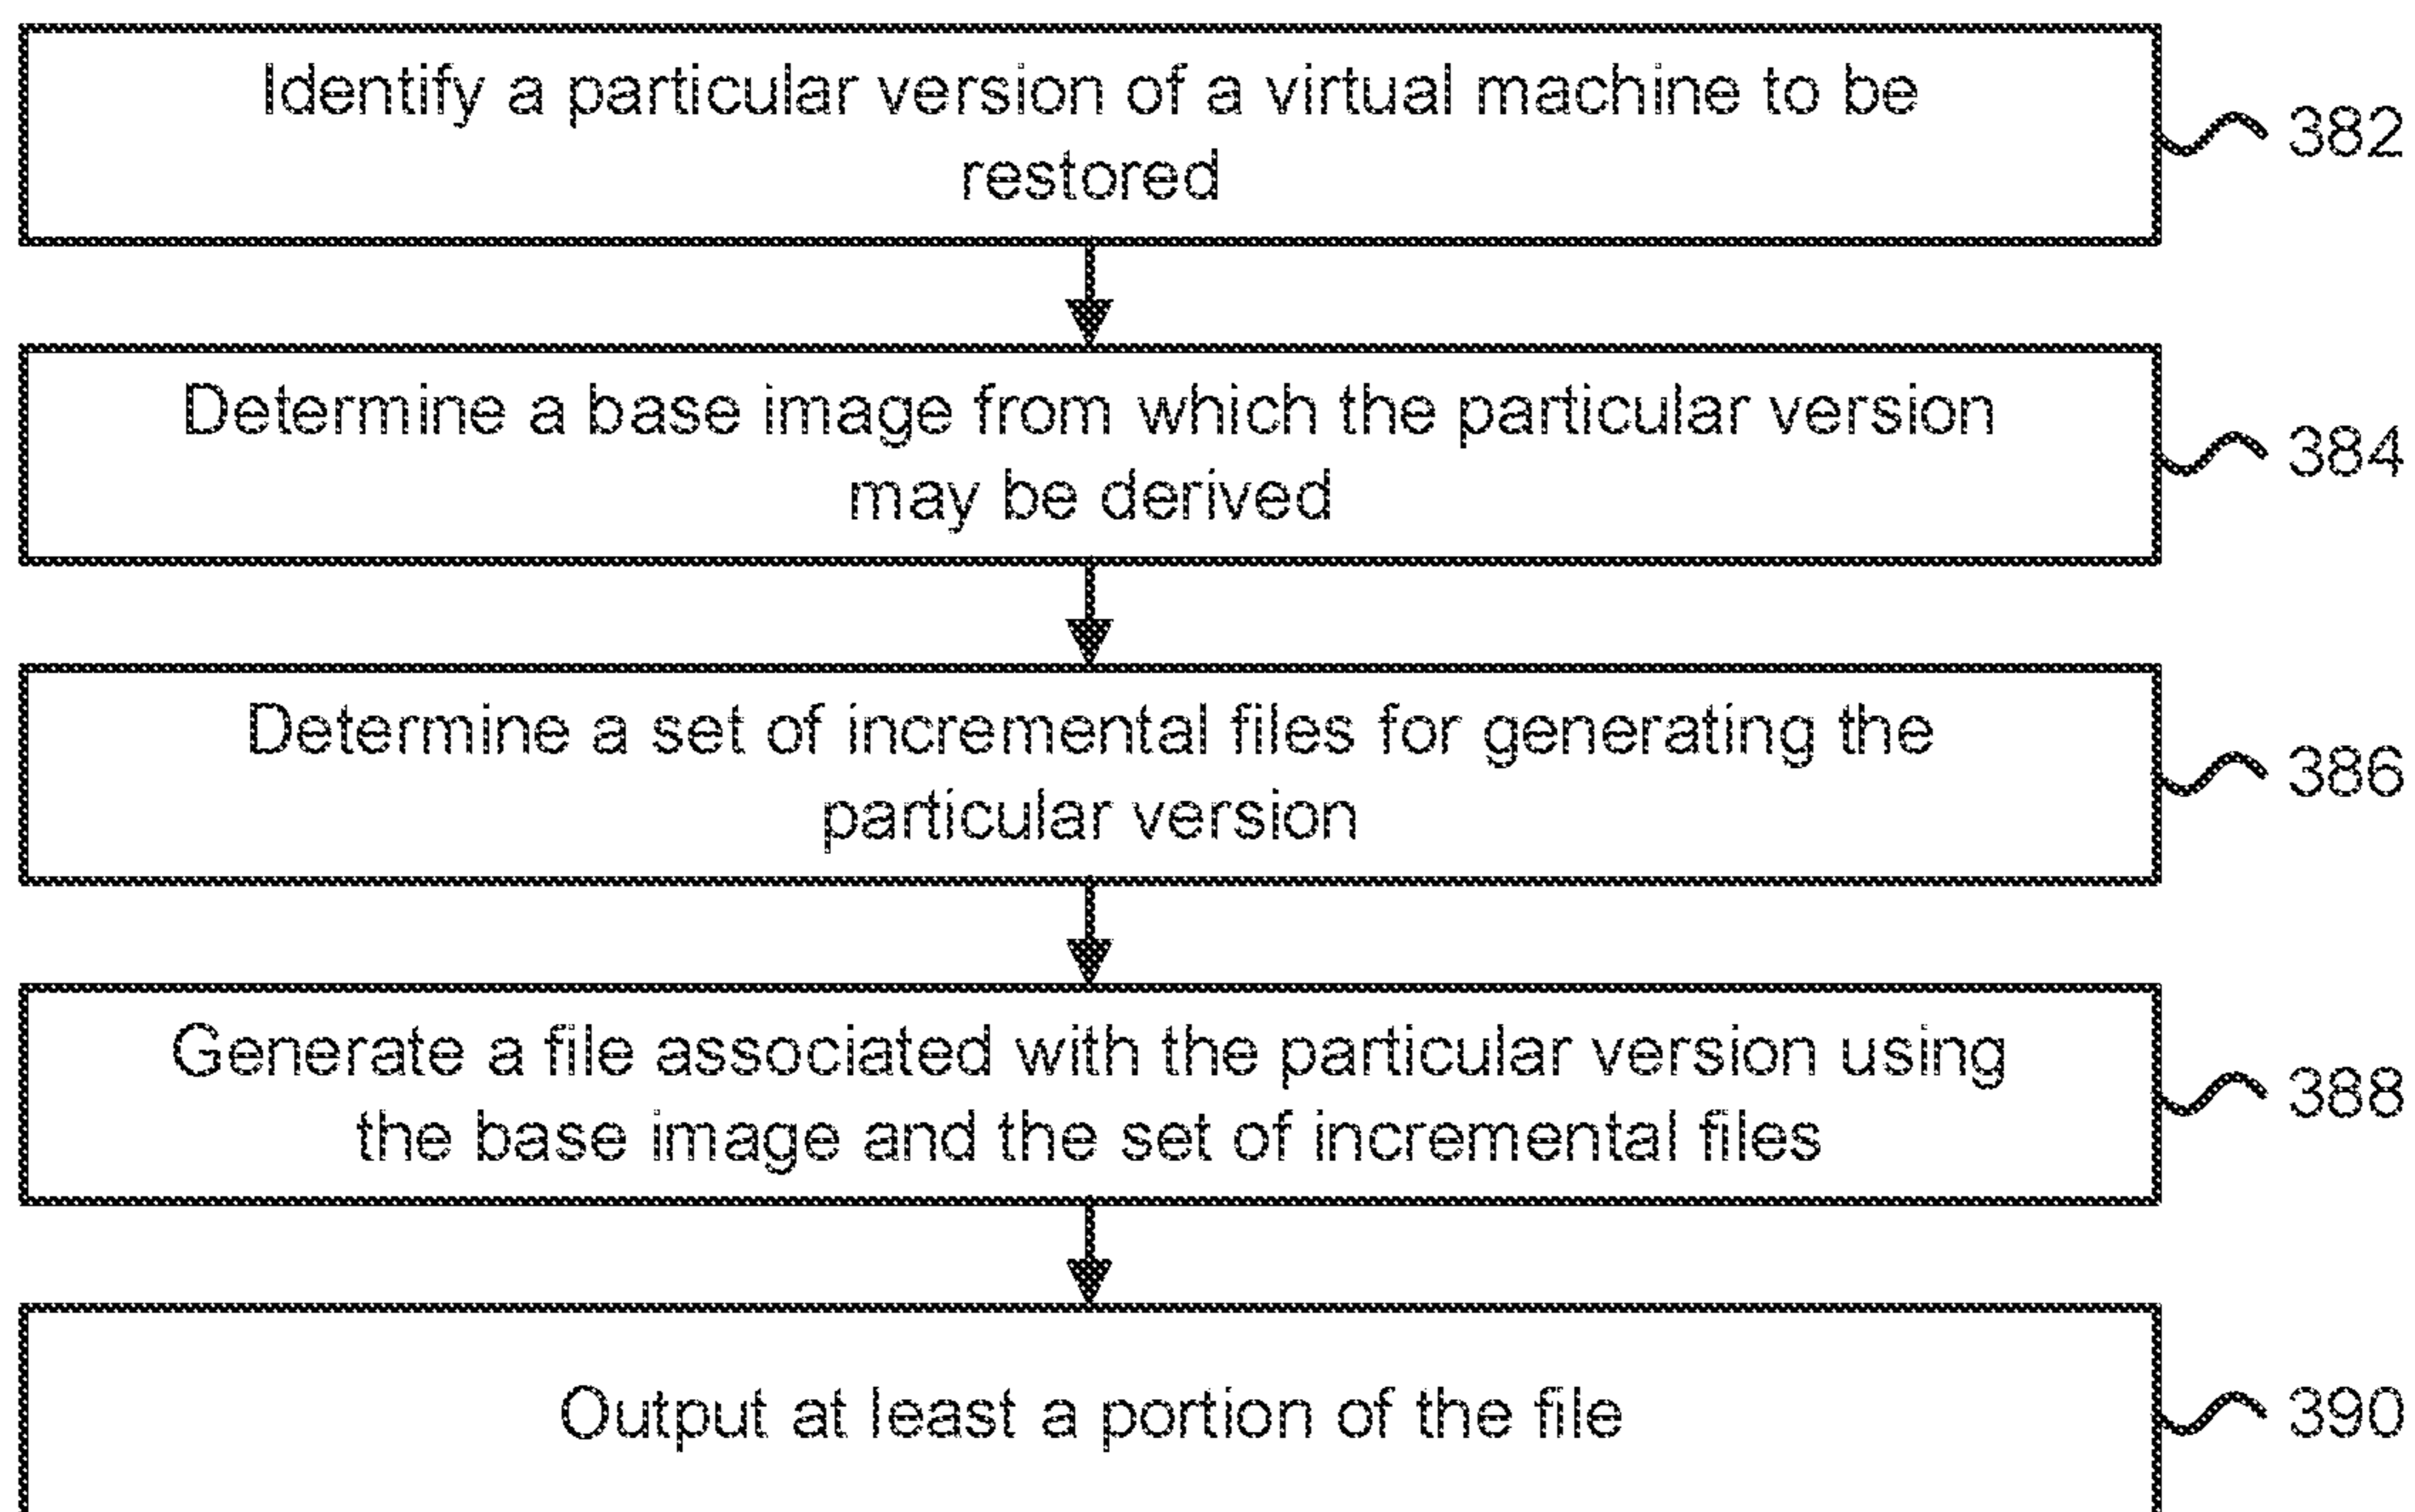 Identify a particular version of a virtual machine to be
restored
382
Determine a base image from which the particular version
may be derived
384
Determine a set of incremental files for generating the
particular version
386
Generate a file associated with the particular version using
the base image and the set of incremental files
388
Output at least a portion of the file
390